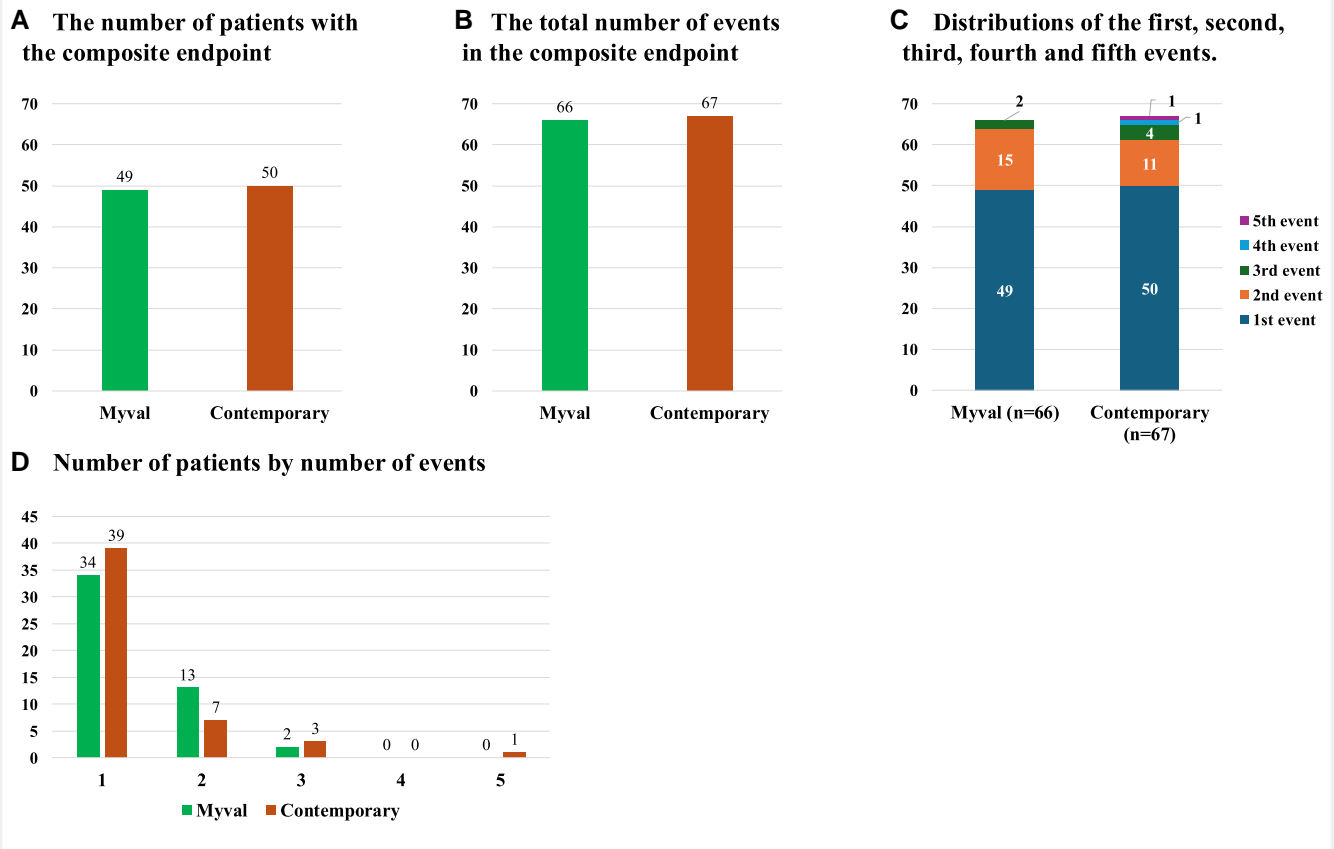 A The number of patients with
the composite endpoint
70
60
50
40
30
20
10
0
49
50
Myval
Contemporary
B The total number of events
in the composite endpoint
70
60
50
40
30
20
10
0
66
67
Myval
Contemporary
C Distributions of the first, second,
third, fourth and fifth events.
70
60
50
40
30
20
10
0
2
15
49
1
1
4
11
50
Myval (n=66)
Contemporary
(n=67)
5th event
4th event
3rd event
2nd event
1st event
D Number of patients by number of events
45
40
35
30
25
20
15
10
5
0
34
39
13
7
2
3
0
0
0
1
1
2
3
4
5
Myval
Contemporary